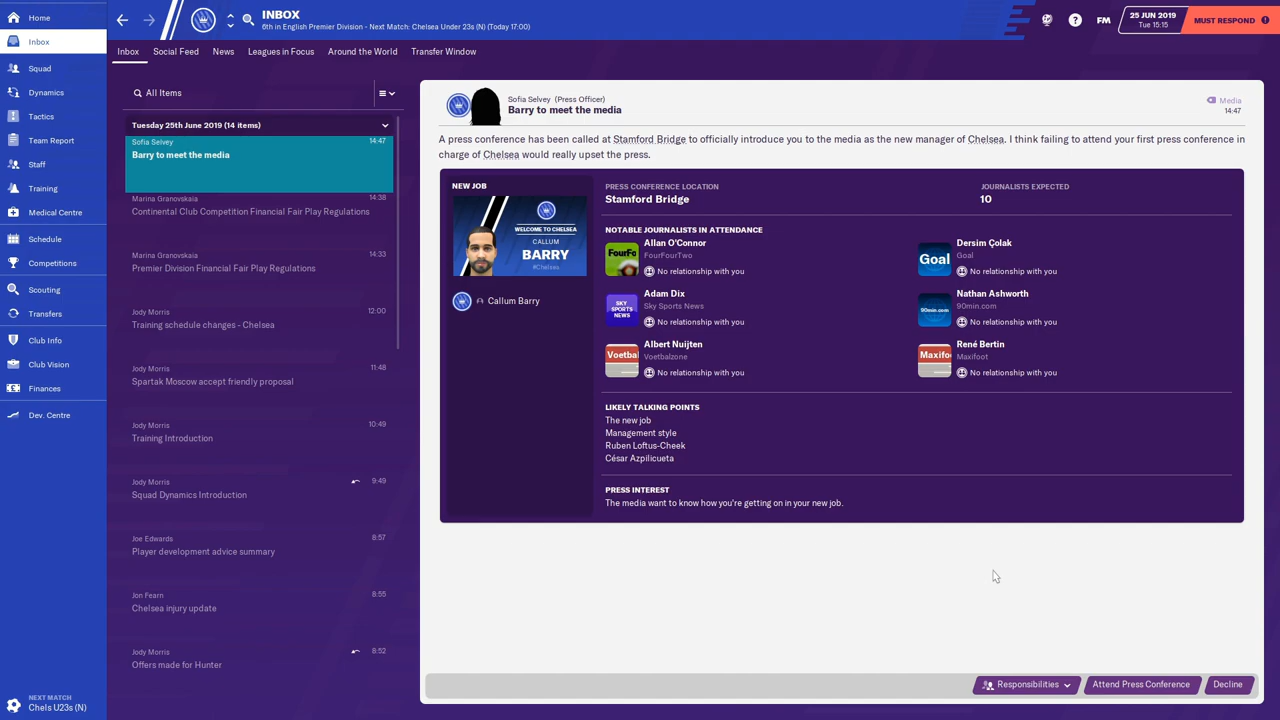 Home
Inbox
Squad
Dynamics
Tactics
Team Report
Staff
Training
Medical Centre
Schedule
Competitions
Scouting
Transfers
Club Info
Club Vision
Finances
Dev. Centre
NEXT MATCH
Chels U23s (N)
INBOX
6th in English Premier Division - Next Match: Chelsea Under 23s (N) (Today 17:00)
FM
25 JUN 2019
Tue 15:15
MUST RESPOND
Inbox Social Feed News Leagues in Focus Around the World Transfer Window
All Items
Tuesday 25th June 2019 (14 items)
Sofia Selvey 14:47
Barry to meet the media
Marina Granovskaia 14:38
Continental Club Competition Financial Fair Play Regulations
Marina Granovskaia 14:33
Premier Division Financial Fair Play Regulations
Jody Morris 12:00
Training schedule changes - Chelsea
Jody Morris 11:48
Spartak Moscow accept friendly proposal
Jody Morris 10:49
Training Introduction
Jody Morris 9:49
Squad Dynamics Introduction
Joe Edwards 8:57
Player development advice summary
Jon Fearn 8:55
Chelsea injury update
Jody Morris 8:52
Offers made for Hunter
Sofia Selvey (Press Officer)
Barry to meet the media
Media
14:47
A press conference has been called at Stamford Bridge to officially introduce you to the media as the new manager of Chelsea. I think failing to attend your first press conference in
charge of Chelsea would really upset the press.
NEW JOB
WELCOME TO CHELSEA
CALLUM
BARRY
#Chelsea
Callum Barry
PRESS CONFERENCE LOCATION
Stamford Bridge
JOURNALISTS EXPECTED
10
NOTABLE JOURNALISTS IN ATTENDANCE
FourFo
Allan O'Connor
FourFourTwo
No relationship with you
Goal
Dersim Çolak
Goal
No relationship with you
SKY
SPORTS
NEWS
Adam Dix
Sky Sports News
No relationship with you
90min.com
Nathan Ashworth
90min.com
No relationship with you
Voetbal
Albert Nuijten
Voetbalzone
No relationship with you
Maxifoo
René Bertin
Maxifoot
No relationship with you
LIKELY TALKING POINTS
The new job
Management style
Ruben Loftus-Cheek
César Azpilicueta
PRESS INTEREST
The media want to know how you're getting on in your new job.
Responsibilities
Attend Press Conference
Decline